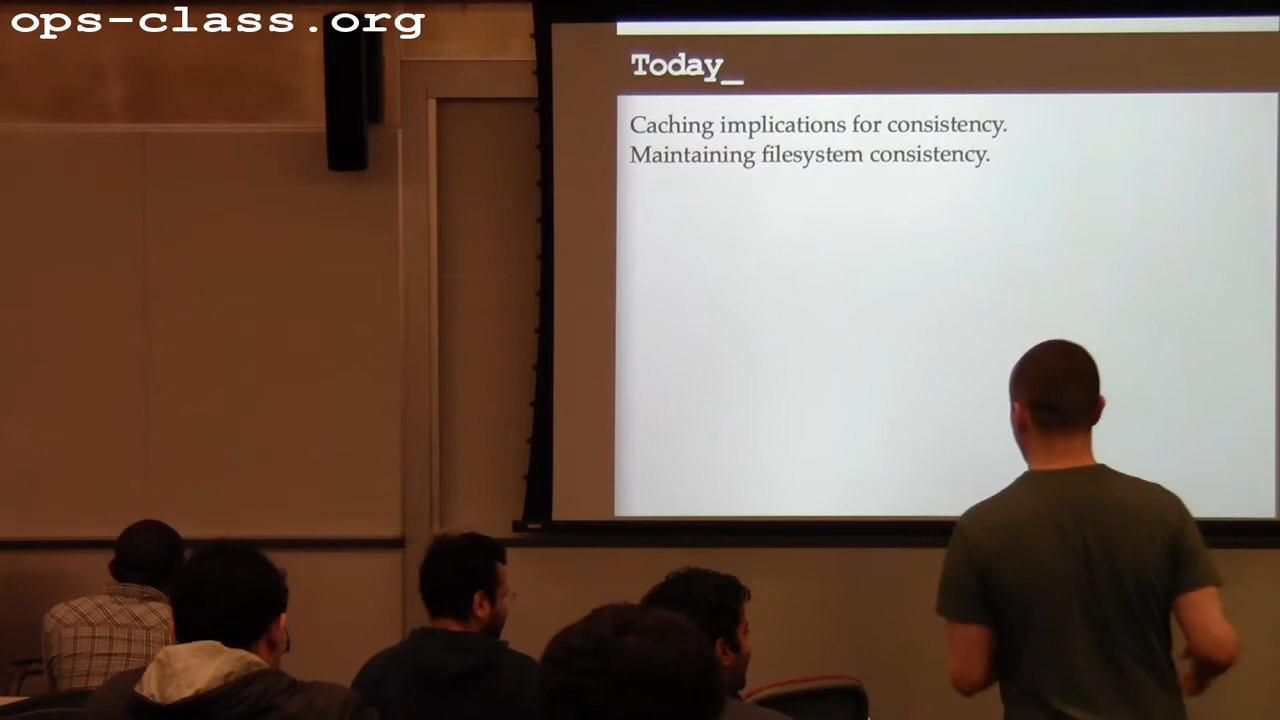 ops-class.org
Today_
Caching implications for consistency.
Maintaining filesystem consistency.